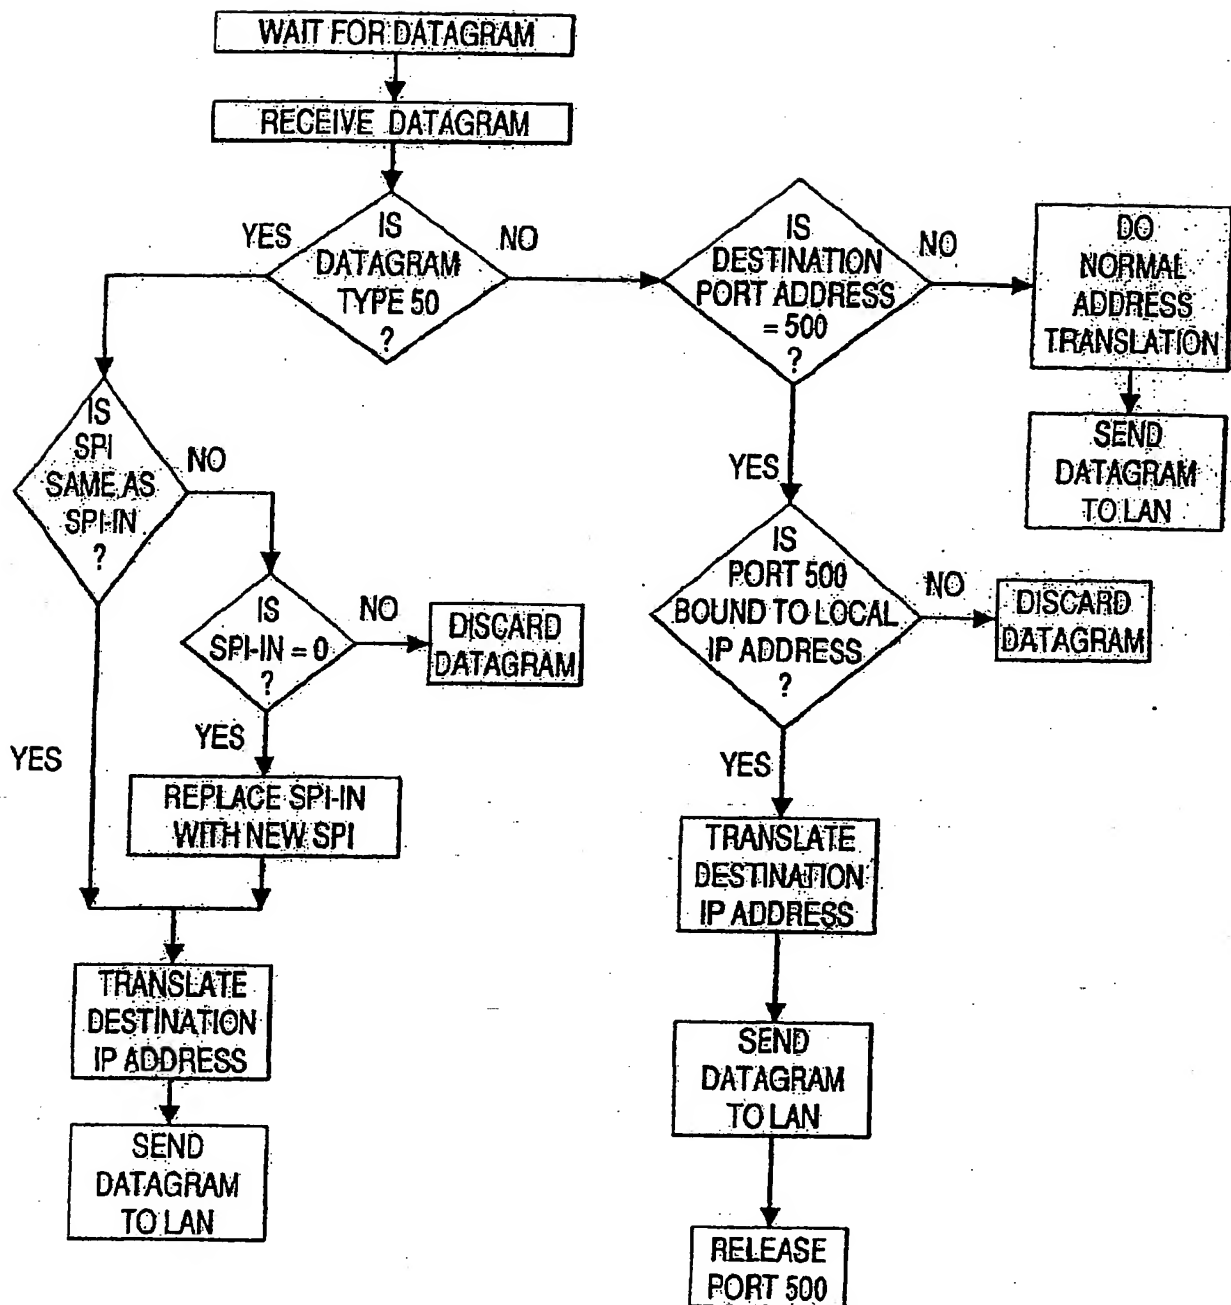 WAIT FOR DATAGRAM
RECEIVE DATAGRAM
IS
DATAGRAM
TYPE 50
?
YES
NO
IS
DESTINATION
PORT ADDRESS
= 500
?
NO
DO
NORMAL
ADDRESS
TRANSLATION
SEND
DATAGRAM
TO LAN
IS
SPI
SAME AS
SPI-IN
?
NO
YES
IS
SPI-IN = 0
?
NO
DISCARD
DATAGRAM
YES
REPLACE SPI-IN
WITH NEW SPI
TRANSLATE
DESTINATION
IP ADDRESS
SEND
DATAGRAM
TO LAN
YES
IS
PORT 500
BOUND TO LOCAL
IP ADDRESS
?
NO
DISCARD
DATAGRAM
YES
TRANSLATE
DESTINATION
IP ADDRESS
SEND
DATAGRAM
TO LAN
RELEASE
PORT 500